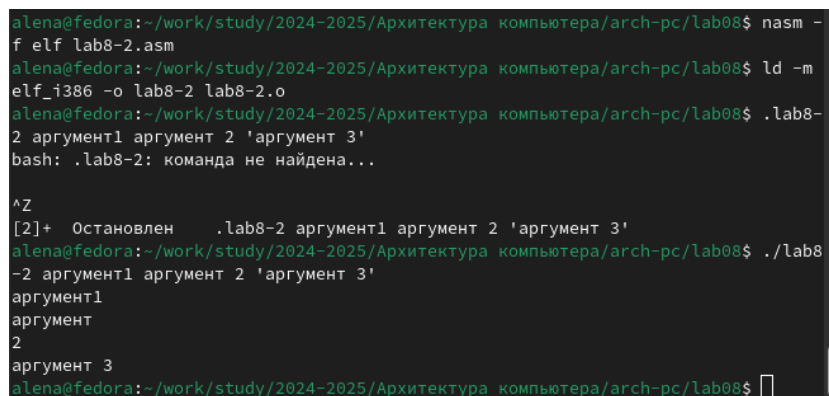 alena@fedora:~/work/study/2024-2025/Архитектура компьютера/arch-pc/lab08$ nasm -
f elf lab8-2.asm
alena@fedora:~/work/study/2024-2025/Архитектура компьютера/arch-pc/lab08$ ld -m
elf_i386 -o lab8-2 lab8-2.o
alena@fedora:~/work/study/2024-2025/Архитектура компьютера/arch-pc/lab08$ .lab8-
2 аргумент1 аргумент 2 'аргумент 3'
bash: .lab8-2: команда не найдена...
^Z
[2]+  Остановлен    .lab8-2 аргумент1 аргумент 2 'аргумент 3'
alena@fedora:~/work/study/2024-2025/Архитектура компьютера/arch-pc/lab08$ ./lab8
-2 аргумент1 аргумент 2 'аргумент 3'
аргумент1
аргумент
2
аргумент 3
alena@fedora:~/work/study/2024-2025/Архитектура компьютера/arch-pc/lab08$